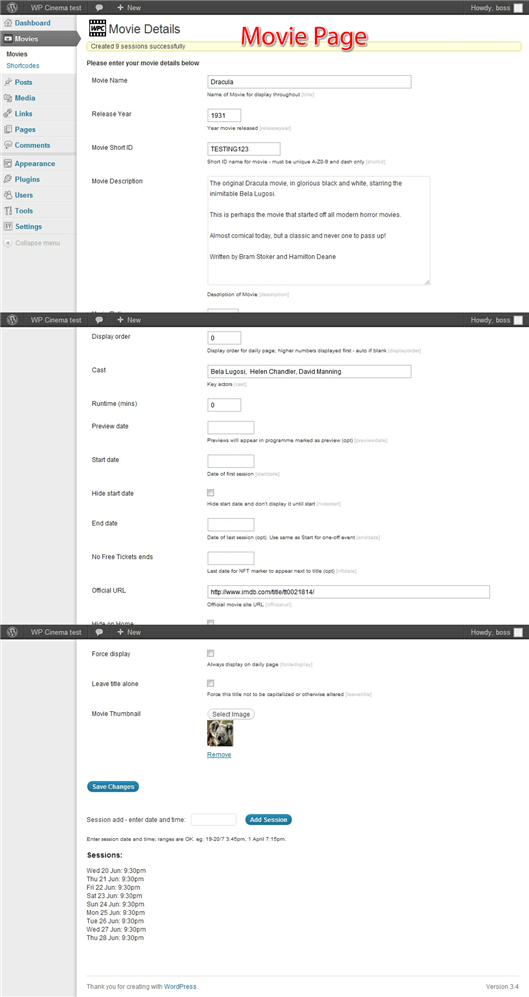 WP Cinema test
New
Howdy, boss
Dashboard
Movies
Movies
Shortcodes
Posts
Media
Links
Pages
Comments
Appearance
Plugins
Users
Tools
Settings
Collapse menu
WPC
Movie Details
Movie Page
Created 9 sessions successfully
Please enter your movie details below
Movie Name
Dracula
Name of Movie for display throughout [title]
Release Year
1931
Year movie released [releaseyear]
Movie Short ID
TESTING123
Short ID name for movie - must be unique A-Z0-9 and dash only [shortid]
Movie Description
The original Dracula movie, in glorious black and white, starring the
inimitable Bela Lugosi.
This is perhaps the movie that started off all modern horror movies.
Almost comical today, but a classic and never one to pass up!
Written by Bram Stoker and Hamilton Deane
Description of Movie [description]
WP Cinema test
New
Howdy, boss
Display order
0
Display order for daily page; higher numbers displayed first - auto if blank [displayorder]
Cast
Bela Lugosi, Helen Chandler, David Manning
Key actors [cast]
Runtime (mins)
0
Preview date
Previews will appear in programme marked as preview (opt) [previewdate]
Start date
Date of first session [startdate]
Hide start date
Hide start date and don't display it until start [hidestart]
End date
Date of last session (opt). Use same as Start for one-off event [enddate]
No Free Tickets ends
Last date for NFT marker to appear next to title (opt) [nftdate]
Official URL
http://www.imdb.com/title/tt0021814/
Official movie site URL [officialurl]
Hide on Home
WP Cinema test
New
Howdy, boss
Force display
Always display on daily page [forcedisplay]
Leave title alone
Force this title not to be capitalized or otherwise altered [leavetitle]
Movie Thumbnail
Select Image
Remove
Save Changes
Session add - enter date and time:
Add Session
Enter session date and time; ranges are OK. eg: 19-20/7 3:45pm, 1 April 7:15pm.
Sessions:
Wed 20 Jun: 9:30pm
Thu 21 Jun: 9:30pm
Fri 22 Jun: 9:30pm
Sat 23 Jun: 9:30pm
Sun 24 Jun: 9:30pm
Mon 25 Jun: 9:30pm
Tue 26 Jun: 9:30pm
Wed 27 Jun: 9:30pm
Thu 28 Jun: 9:30pm
Thank you for creating with WordPress.
Version 3.4